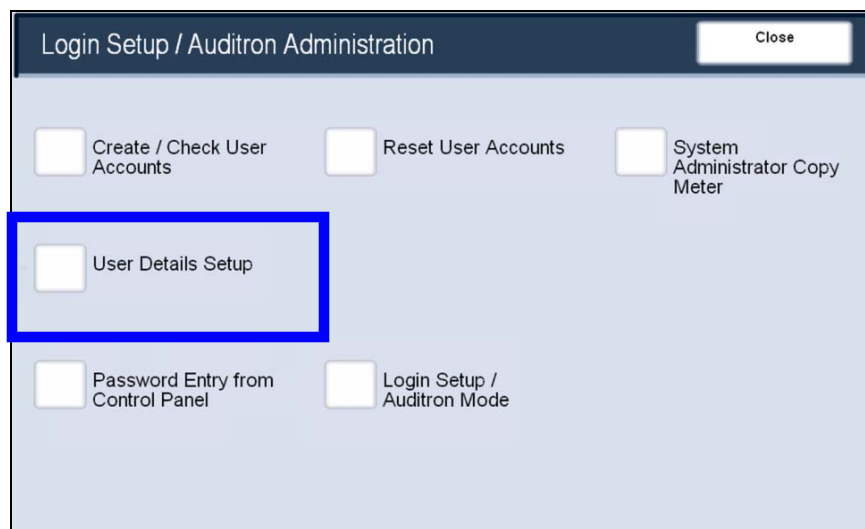 Login Setup / Auditron Administration
Close
Create / Check User
Accounts
Reset User Accounts
System
Administrator Copy
Meter
User Details Setup
Password Entry from
Control Panel
Login Setup /
Auditron Mode